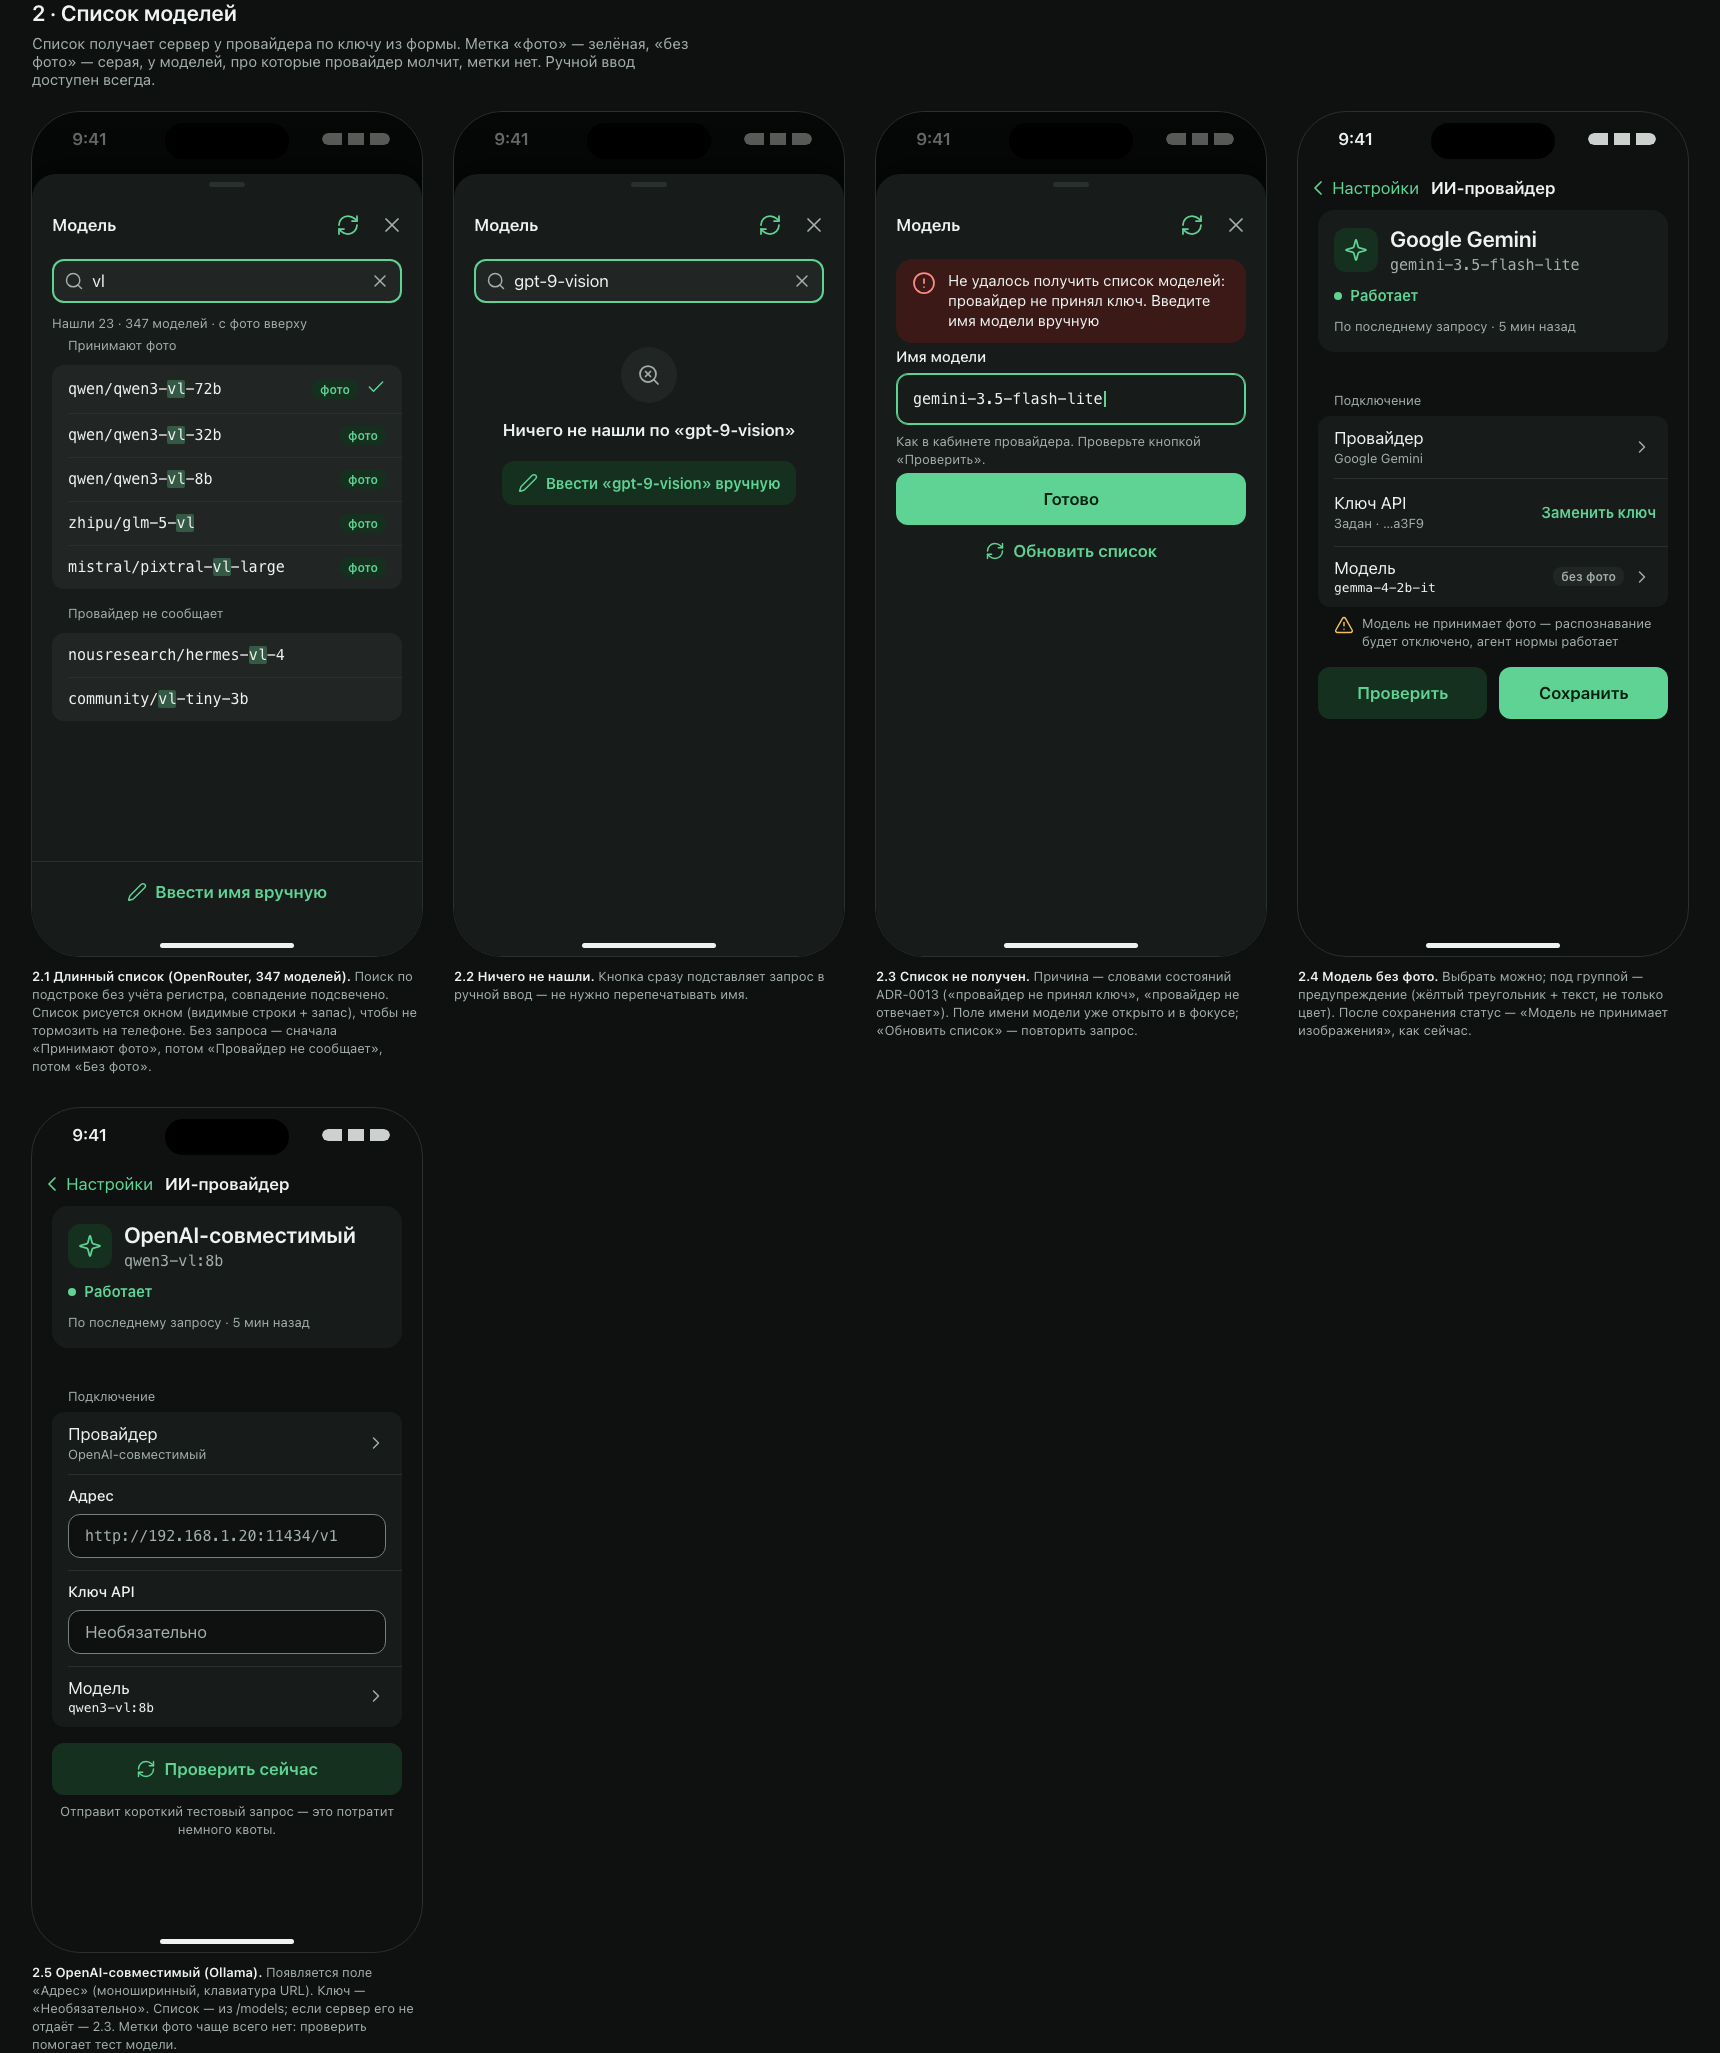 2 · Список моделей
Список получает сервер у провайдера по ключу из формы. Метка «фото» — зелёная, «без
фото» — серая, у моделей, про которые провайдер молчит, метки нет. Ручной ввод
доступен всегда.
9:41
Модель
vl
Нашли 23 · 347 моделей · с фото вверху
Принимают фото
qwen/qwen3-vl-72b фото
qwen/qwen3-vl-32b фото
qwen/qwen3-vl-8b фото
zhipu/glm-5-vl фото
mistral/pixtral-vl-large фото
Провайдер не сообщает
nousresearch/hermes-vl-4
community/vl-tiny-3b
Ввести имя вручную
2.1 Длинный список (OpenRouter, 347 моделей). Поиск по
подстроке без учёта регистра, совпадение подсвечено.
Список рисуется окном (видимые строки + запас), чтобы не
тормозить на телефоне. Без запроса — сначала
«Принимают фото», потом «Провайдер не сообщает»,
потом «Без фото».
9:41
Модель
gpt-9-vision
Ничего не нашли по «gpt-9-vision»
Ввести «gpt-9-vision» вручную
2.2 Ничего не нашли. Кнопка сразу подставляет запрос в
ручной ввод — не нужно перепечатывать имя.
9:41
Модель
Не удалось получить список моделей:
провайдер не принял ключ. Введите
имя модели вручную
Имя модели
gemini-3.5-flash-lite
Как в кабинете провайдера. Проверьте кнопкой
«Проверить».
Готово
Обновить список
2.3 Список не получен. Причина — словами состояний
ADR-0013 («провайдер не принял ключ», «провайдер не
отвечает»). Поле имени модели уже открыто и в фокусе;
«Обновить список» — повторить запрос.
9:41
Настройки ИИ-провайдер
Google Gemini
gemini-3.5-flash-lite
Работает
По последнему запросу · 5 мин назад
Подключение
Провайдер
Google Gemini
Ключ API
Задан · …a3F9
Заменить ключ
Модель
gemma-4-2b-it
без фото
Модель не принимает фото — распознавание
будет отключено, агент нормы работает
Проверить
Сохранить
2.4 Модель без фото. Выбрать можно; под группой —
предупреждение (жёлтый треугольник + текст, не только
цвет). После сохранения статус — «Модель не принимает
изображения», как сейчас.
9:41
Настройки ИИ-провайдер
OpenAI-совместимый
qwen3-vl:8b
Работает
По последнему запросу · 5 мин назад
Подключение
Провайдер
OpenAI-совместимый
Адрес
http://192.168.1.20:11434/v1
Ключ API
Необязательно
Модель
qwen3-vl:8b
Проверить сейчас
Отправит короткий тестовый запрос — это потратит
немного квоты.
2.5 OpenAI-совместимый (Ollama). Появляется поле
«Адрес» (моноширинный, клавиатура URL). Ключ —
«Необязательно». Список — из /models; если сервер его не
отдаёт — 2.3. Метки фото чаще всего нет: проверить
помогает тест модели.